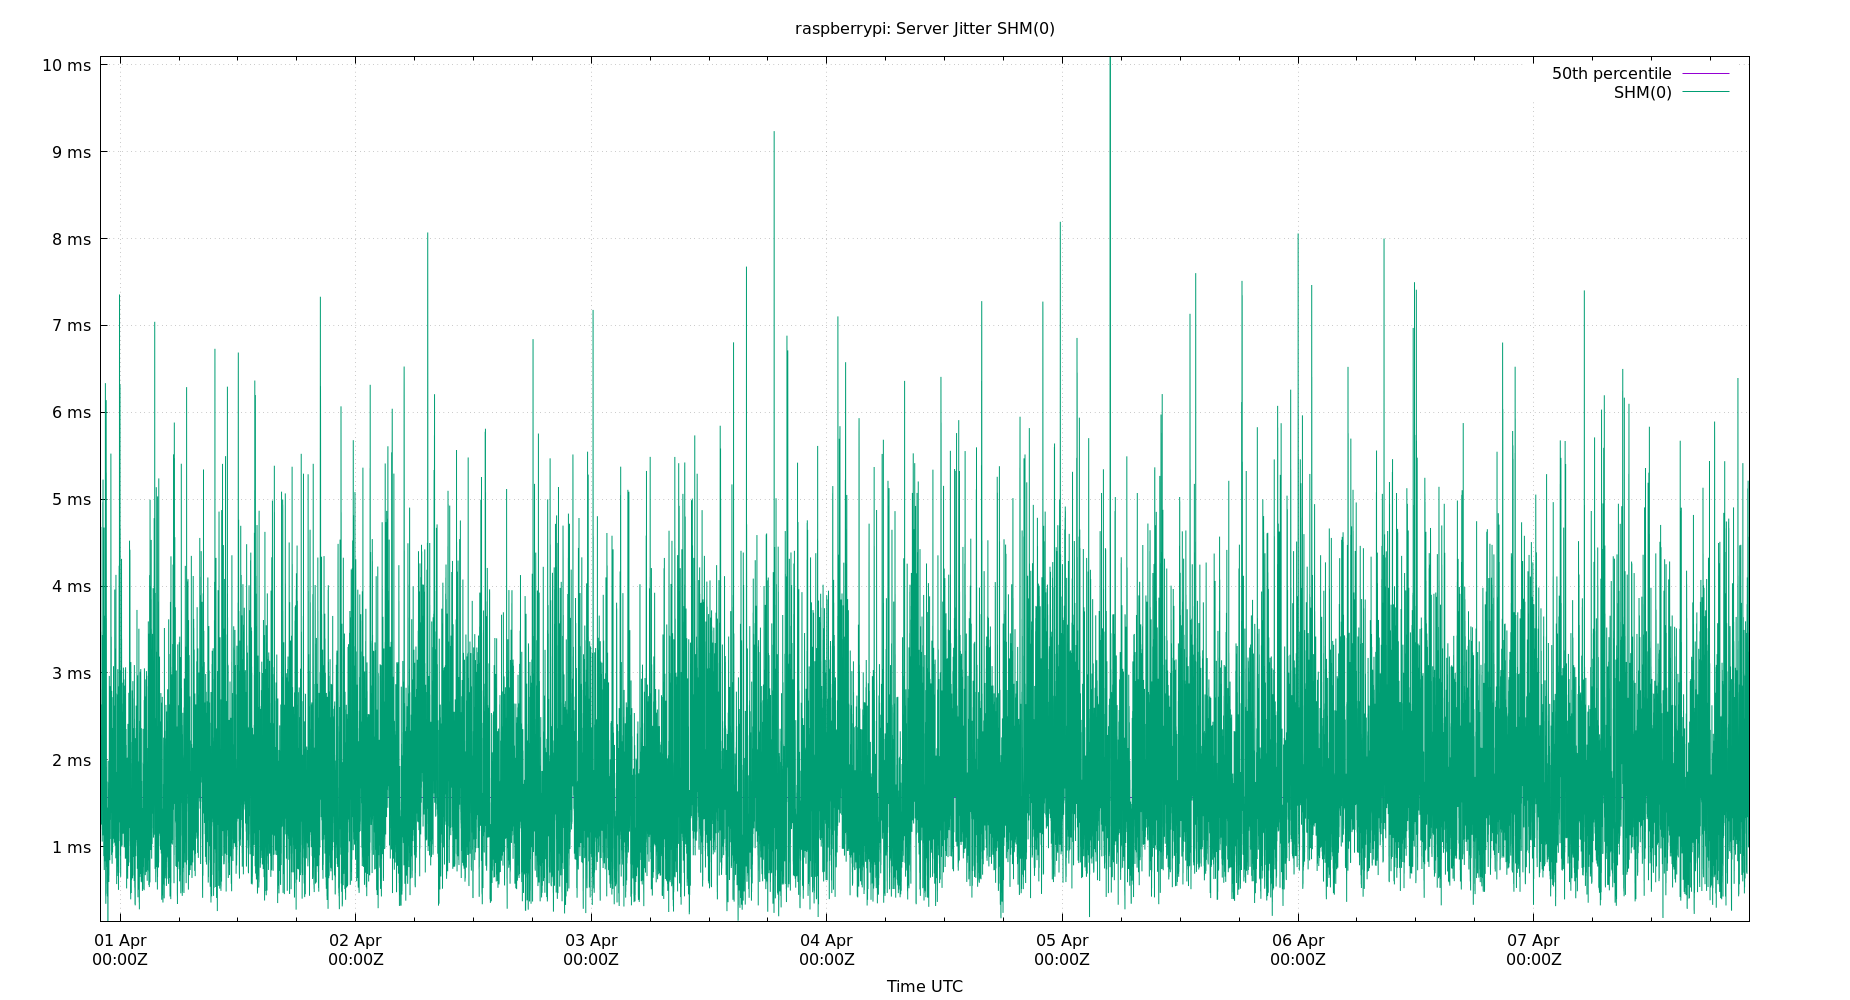 raspberrypi: Server Jitter SHM(0)
10 ms
50th percentile
SHM(0)
9 ms
8 ms
7 ms
6 ms
5 ms
4 ms
3 ms
2 ms
1 ms
01 Apr 02 Apr 03 Apr 04 Apr 05 Apr 06 Apr 07 Apr
00:00Z 00:00Z 00:00Z 00:00Z 00:00Z 00:00Z 00:00Z
Time UTC